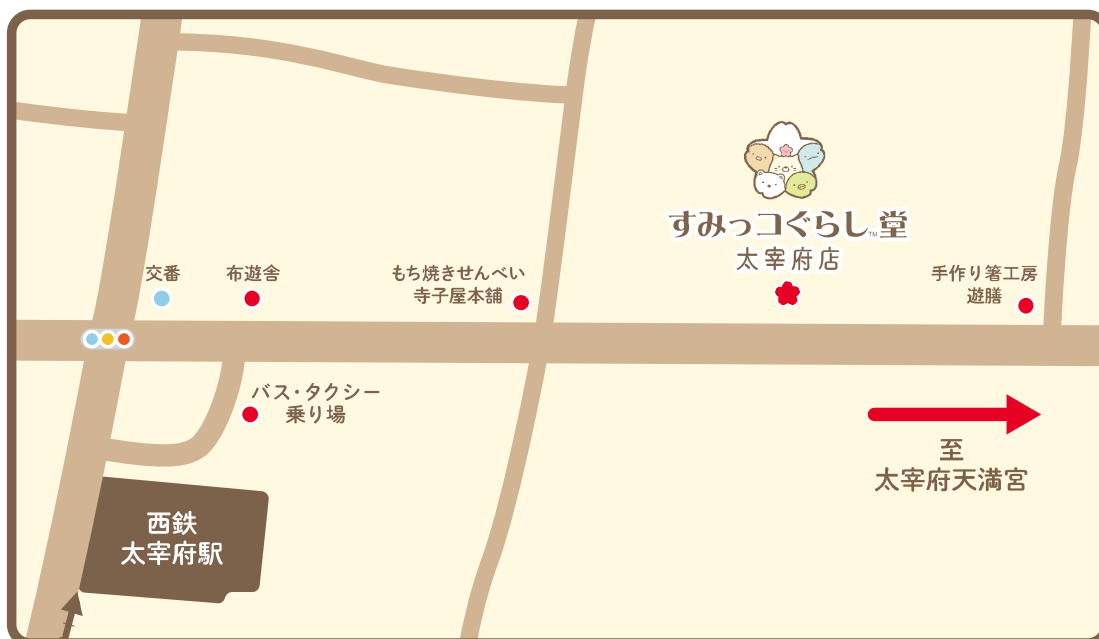 すみっコぐらし™堂
太宰府店
交番
布遊舎
もち焼きせんべい
寺子屋本舗
手作り箸工房
遊膳
バス・タクシー
乗り場
至
太宰府天満宮
西鉄
太宰府駅